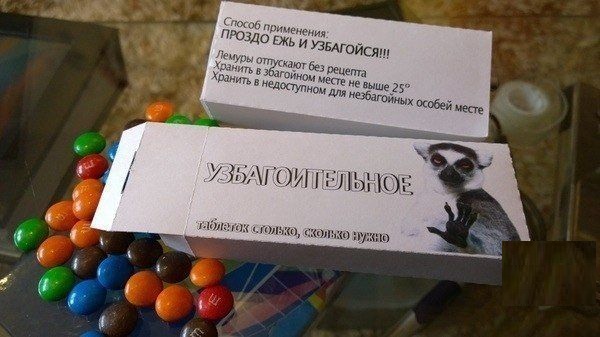 Способ применения:
ПРОЗДО ЕЖЬ И УЗБАГОЙСЯ!!!
Лемуры отпускают без рецепта
Хранить в збагойном месте не выше 25°
Хранить в недоступном для незбагойных особей месте
УЗБАГОИТЕЛЬНОЕ
таблеток столько, сколько нужно
m
m
m